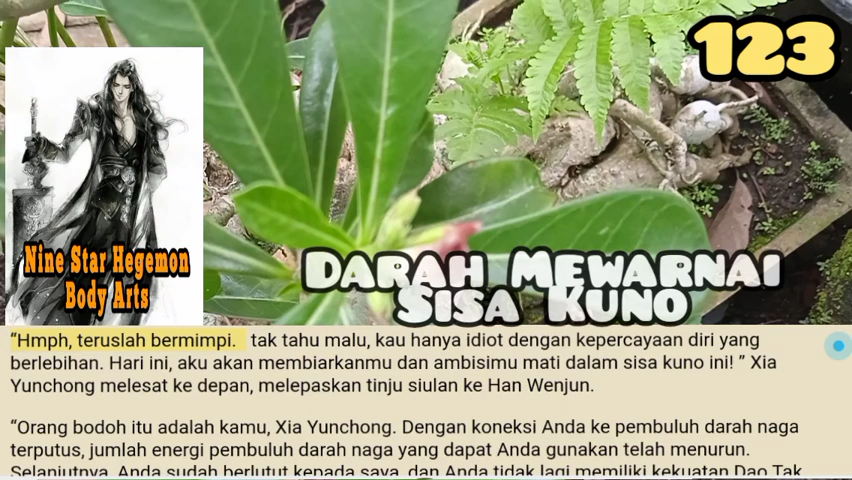 123
Nine Star Hegemon
Body Arts
Darah Mewarnai
Sisa Kuno
“Hmph, teruslah bermimpi. tak tahu malu, kau hanya idiot dengan kepercayaan diri yang
berlebihan. Hari ini, aku akan membiarkanmu dan ambisimu mati dalam sisa kuno ini! ” Xia
Yunchong melesat ke depan, melepaskan tinju siulan ke Han Wenjun.
“Orang bodoh itu adalah kamu, Xia Yunchong. Dengan koneksi Anda ke pembuluh darah naga
terputus, jumlah energi pembuluh darah naga yang dapat Anda gunakan telah menurun.
Selanjutnya, Anda sudah berlutut kepada saya, dan Anda tidak lagi memiliki kekuatan Dao Tak